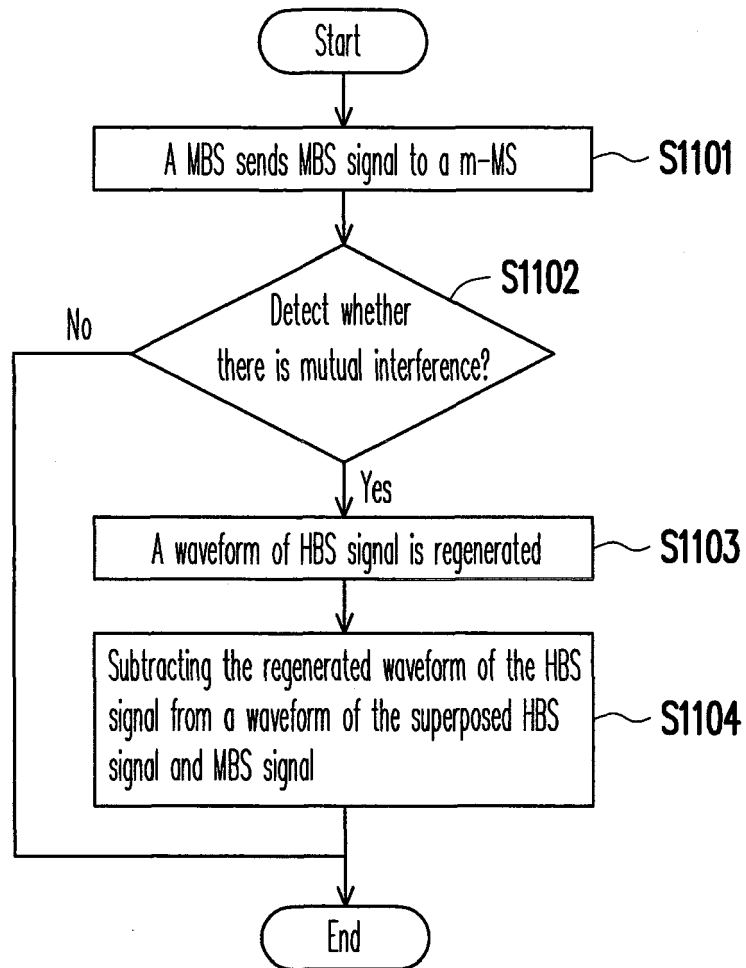 Start
A MBS sends MBS signal to a m-MS
S1101
S1102
Detect whether
there is mutual interference?
No
Yes
A waveform of HBS signal is regenerated
S1103
Subtracting the regenerated waveform of the HBS
signal from a waveform of the superposed HBS
signal and MBS signal
S1104
End